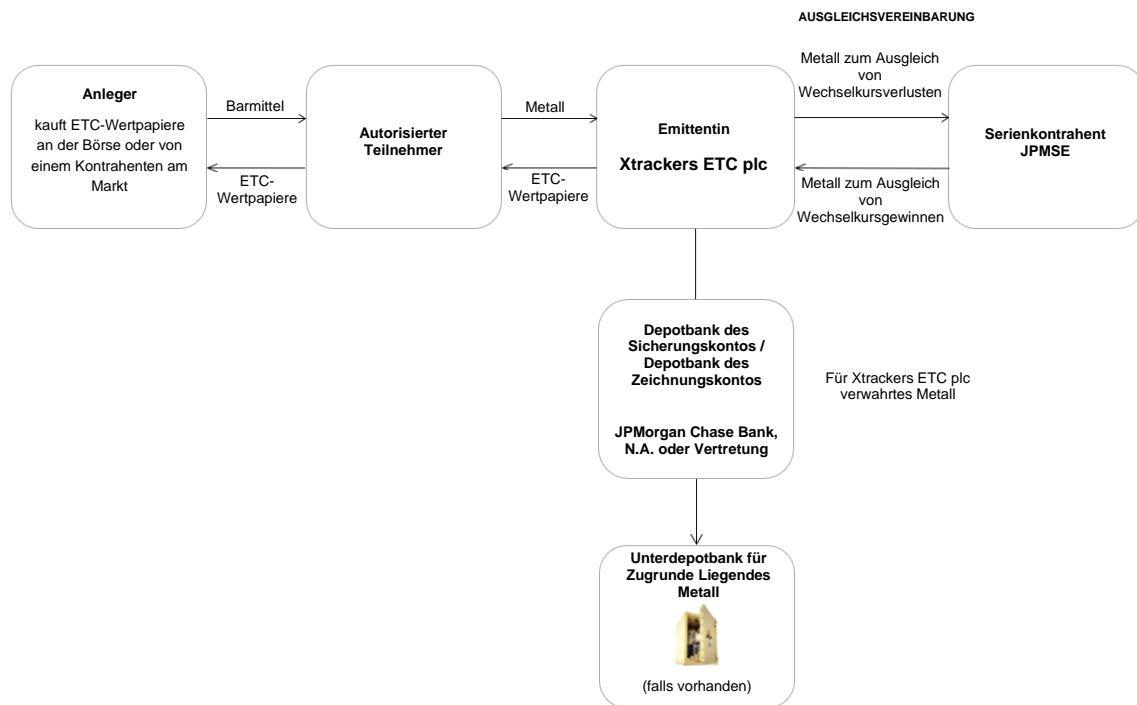 AUSGLEICHSVEREINBARUNG
Anleger
kauft ETC-Wertpapiere
an der Börse oder von
einem Kontrahenten am
Markt
Barmittel
ETC-
Wertpapiere
Autorisierter
Teilnehmer
Metall
ETC-
Wertpapiere
Emittentin
Xtrackers ETC plc
Metall zum Ausgleich
von
Wechselkursverlusten
Metall zum Ausgleich
von
Wechselkursgewinnen
Serienkontrahent
JPMSE
Depotbank des
Sicherungskontos /
Depotbank des
Zeichnungskontos
JPMorgan Chase Bank,
N.A. oder Vertretung
Für Xtrackers ETC plc
verwahrtes Metall
Unterdepotbank für
Zugrunde Liegendes
Metall
(falls vorhanden)